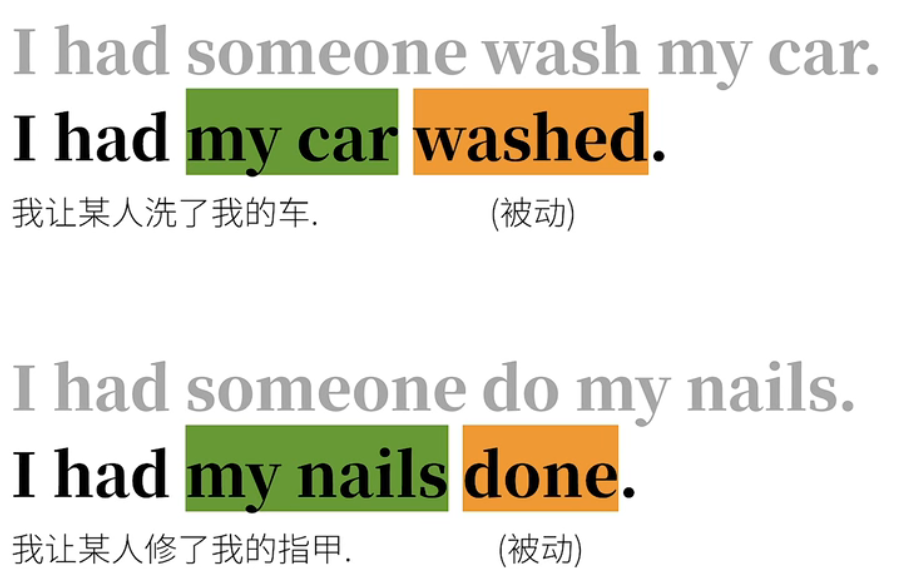 I had someone wash my car.
I had my car washed.
我让某人洗了我的车. (被动)
I had someone do my nails.
I had my nails done.
我让某人修了我的指甲. (被动)